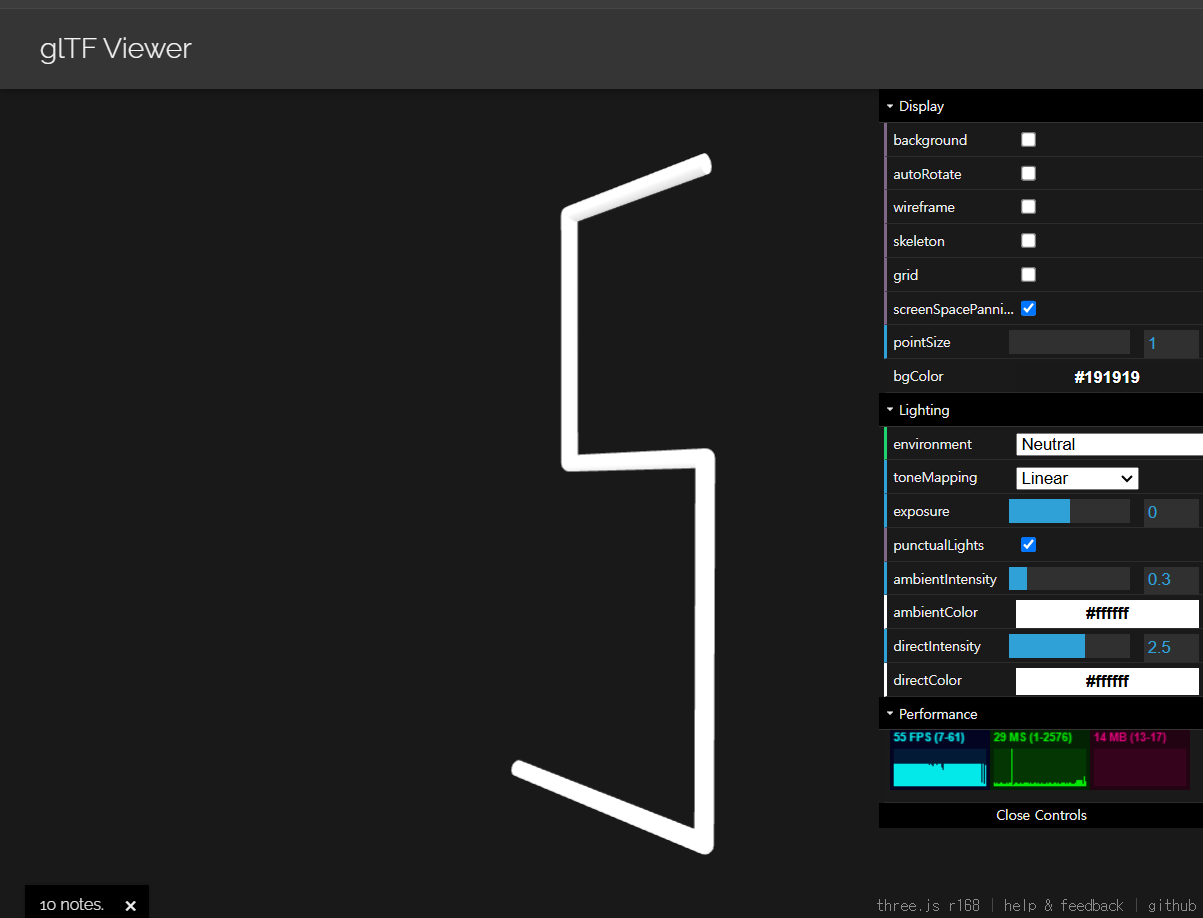 glTF Viewer
Display
background
autoRotate
wireframe
skeleton
grid
screenSpacePanni...
pointSize 1
bgColor #191919
Lighting
environment Neutral
toneMapping Linear
exposure 0
punctualLights
ambientIntensity 0.3
ambientColor #ffffff
directIntensity 2.5
directColor #ffffff
Performance
55 FPS (7-61) 29 MS (1-2576) 14 MB (13-17)
Close Controls
10 notes. ×
three.js r168 | help & feedback | github